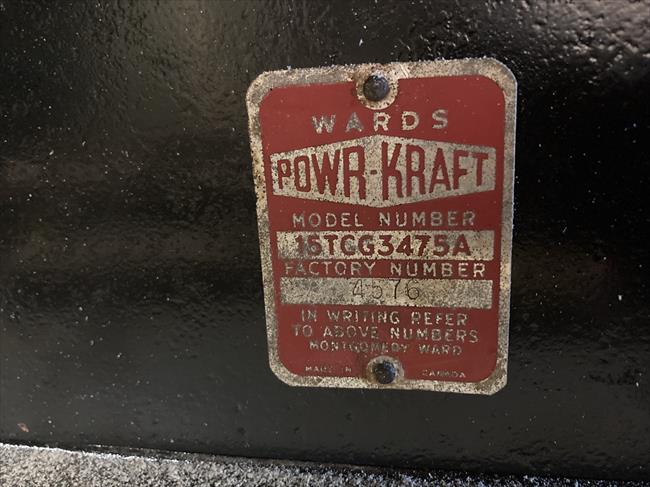 WARDS
POWR-KRAFT
MODEL NUMBER
15TCG3475A
FACTORY NUMBER
4576
IN WRITING REFER
TO ABOVE NUMBERS
MONTGOMERY WARD
MADE IN CANADA